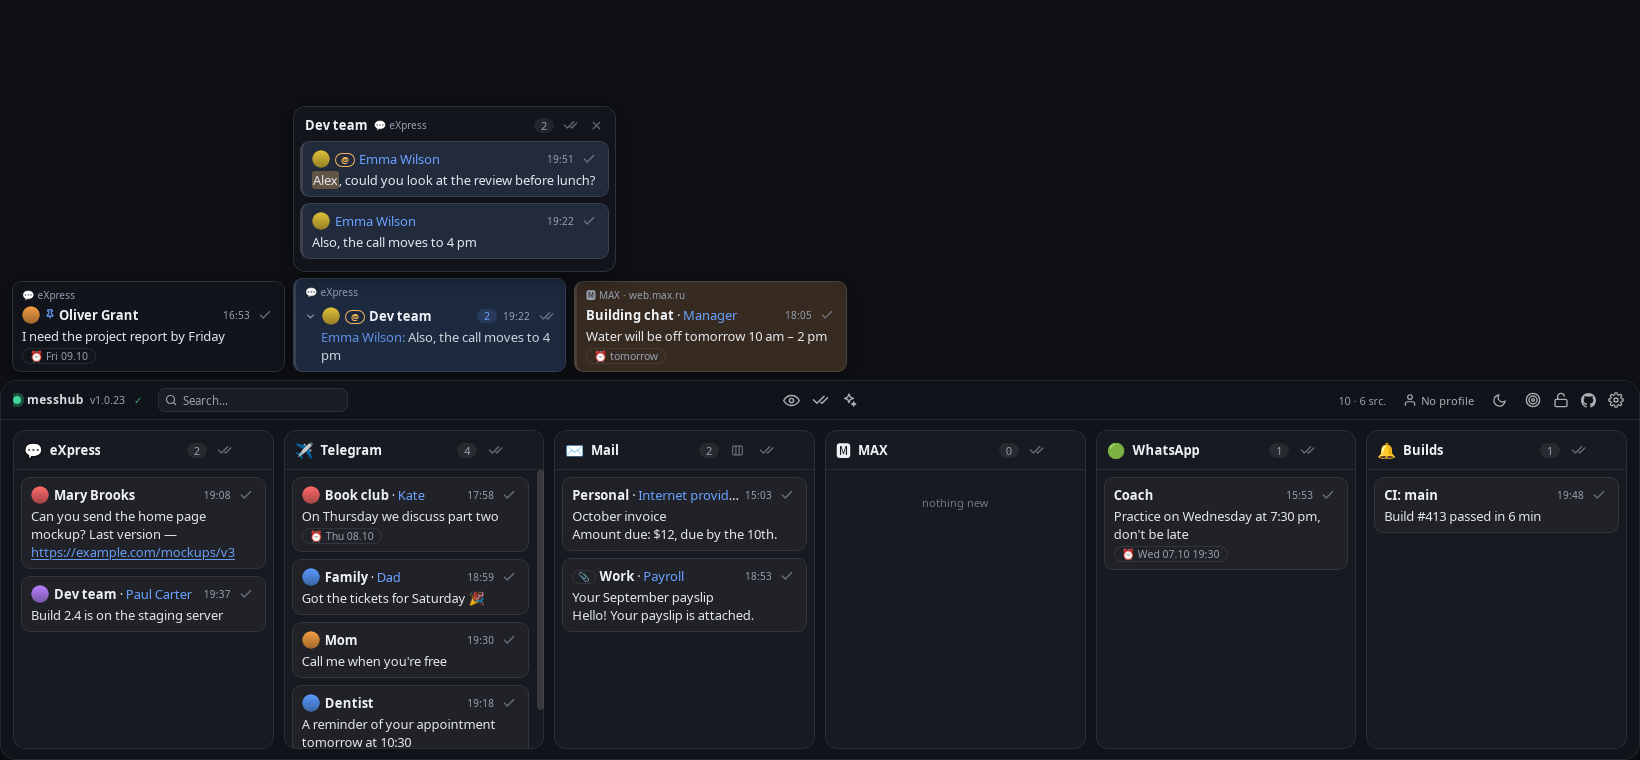 Dev team 💬 eXpress 2
@ Emma Wilson 19:51
Alex, could you look at the review before lunch?
Emma Wilson 19:22
Also, the call moves to 4 pm
💬 eXpress
Oliver Grant 16:53
I need the project report by Friday
⏰ Fri 09.10
💬 eXpress
@ Dev team 2 19:22
Emma Wilson: Also, the call moves to 4
pm
M MAX · web.max.ru
Building chat · Manager 18:05
Water will be off tomorrow 10 am – 2 pm
⏰ tomorrow
messhub v1.0.23 ✓ Search... 10 · 6 src. No profile
💬 eXpress 2
Mary Brooks 19:08
Can you send the home page
mockup? Last version —
https://example.com/mockups/v3
Dev team · Paul Carter 19:37
Build 2.4 is on the staging server
✈️ Telegram 4
Book club · Kate 17:58
On Thursday we discuss part two
⏰ Thu 08.10
Family · Dad 18:59
Got the tickets for Saturday 🎉
Mom 19:30
Call me when you're free
Dentist 19:18
A reminder of your appointment
tomorrow at 10:30
✉️ Mail 2
Personal · Internet provid... 15:03
October invoice
Amount due: $12, due by the 10th.
📎 Work · Payroll 18:53
Your September payslip
Hello! Your payslip is attached.
M MAX 0
nothing new
🟢 WhatsApp 1
Coach 15:53
Practice on Wednesday at 7:30 pm,
don't be late
⏰ Wed 07.10 19:30
🔔 Builds 1
CI: main 19:48
Build #413 passed in 6 min